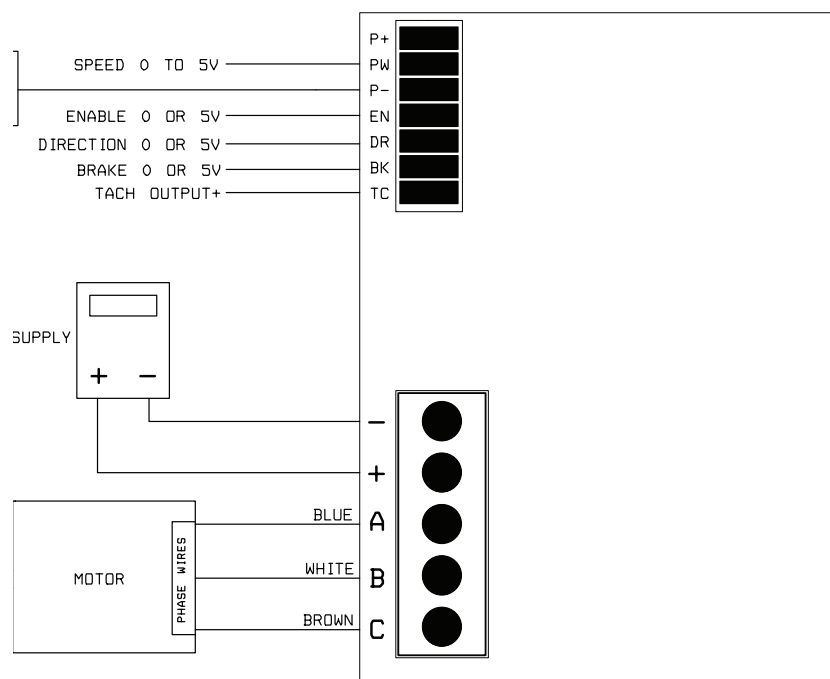 P+
SPEED 0 TO 5V PW
P-
ENABLE 0 OR 5V EN
DIRECTION 0 OR 5V DR
BRAKE 0 OR 5V BK
TACH OUTPUT+ TC
SUPPLY
+ -
-
+
BLUE A
MOTOR
PHASE WIRES
WHITE B
BROWN C